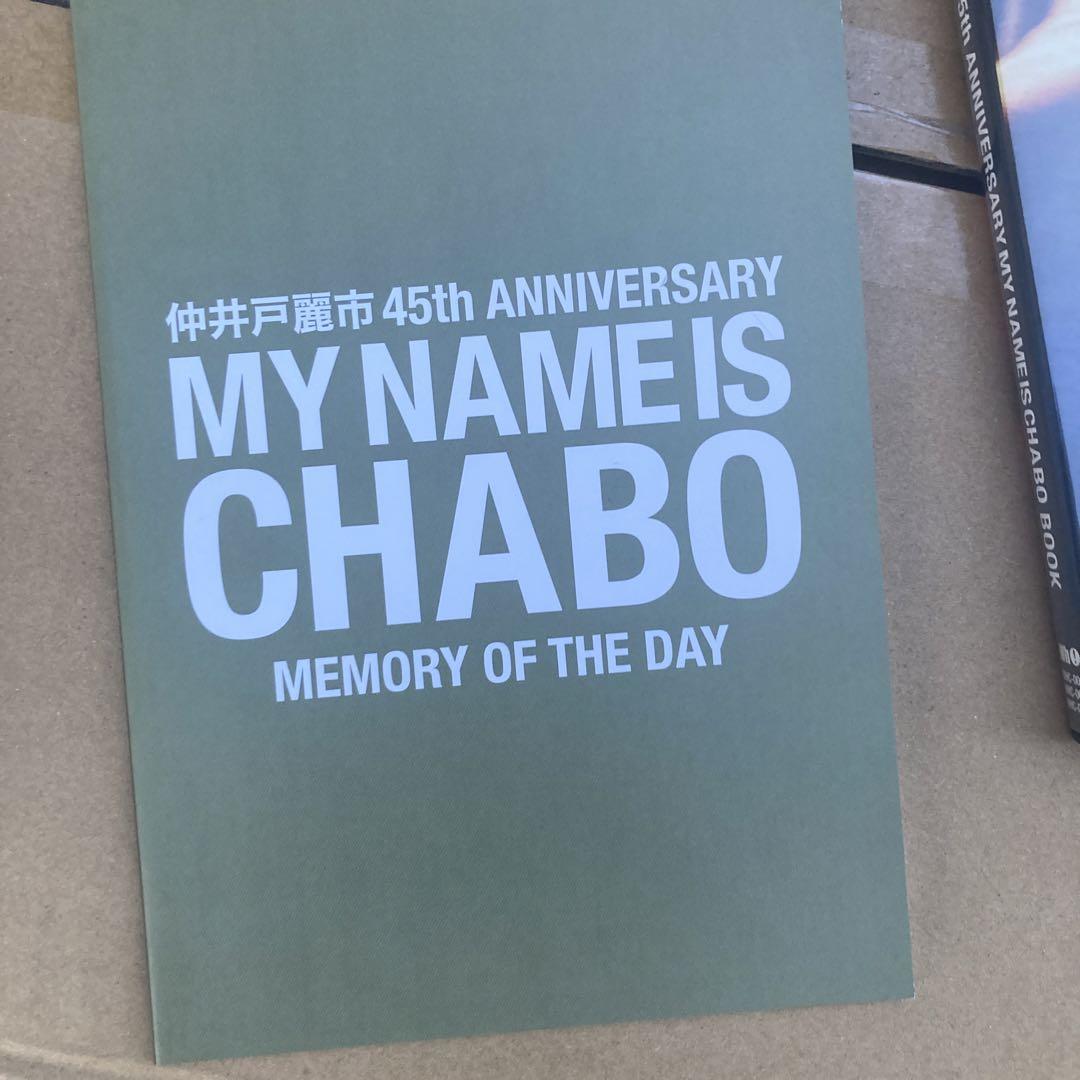 仲井戸麗市 45th ANNIVERSARY
MY NAME IS
CHABO
MEMORY OF THE DAY
5th ANNIVERSARY MY NAME IS CHABO BOOK